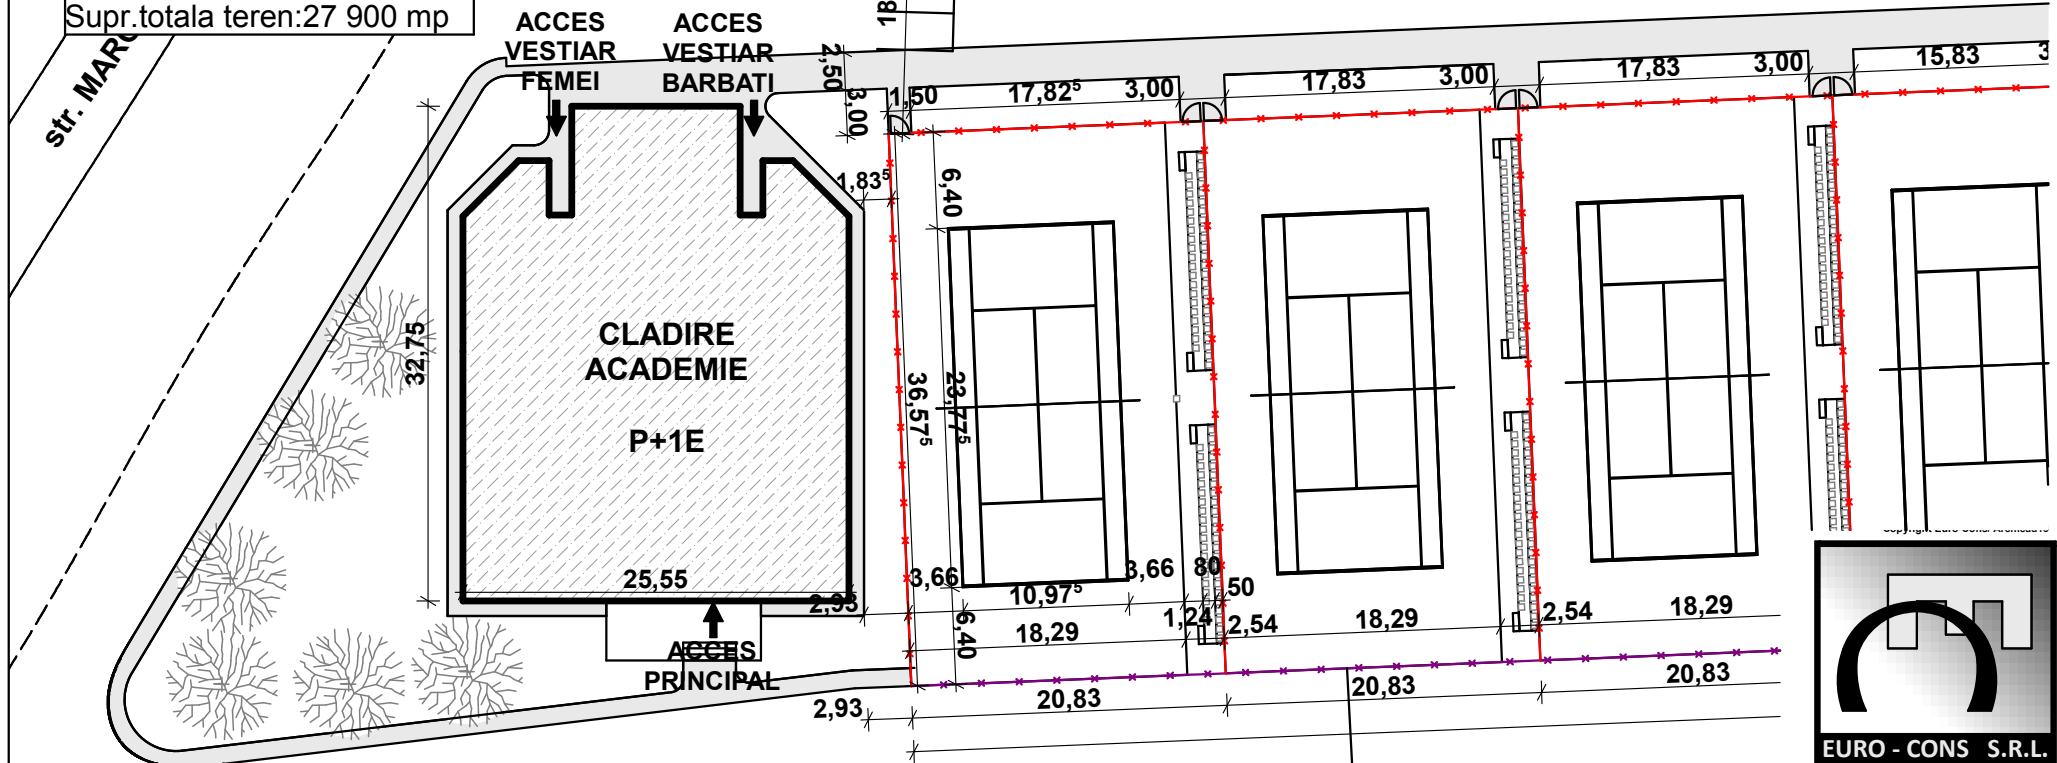 Supr.totala teren:27 900 mp
18
ACCES
VESTIAR
FEMEI
ACCES
VESTIAR
BARBATI
2,50
3,00
1,50
17,82⁵
3,00
17,83
3,00
17,83
3,00
15,83
3
1,83⁵
6,40
32,75
CLADIRE
ACADEMIE
P+1E
36,57⁵
23,77⁵
25,55
2,93
3,66
10,97⁵
3,66
80
50
1,24
6,40
18,29
2,54
18,29
2,54
18,29
ACCES
PRINCIPAL
2,93
20,83
20,83
20,83
EURO - CONS S.R.L.